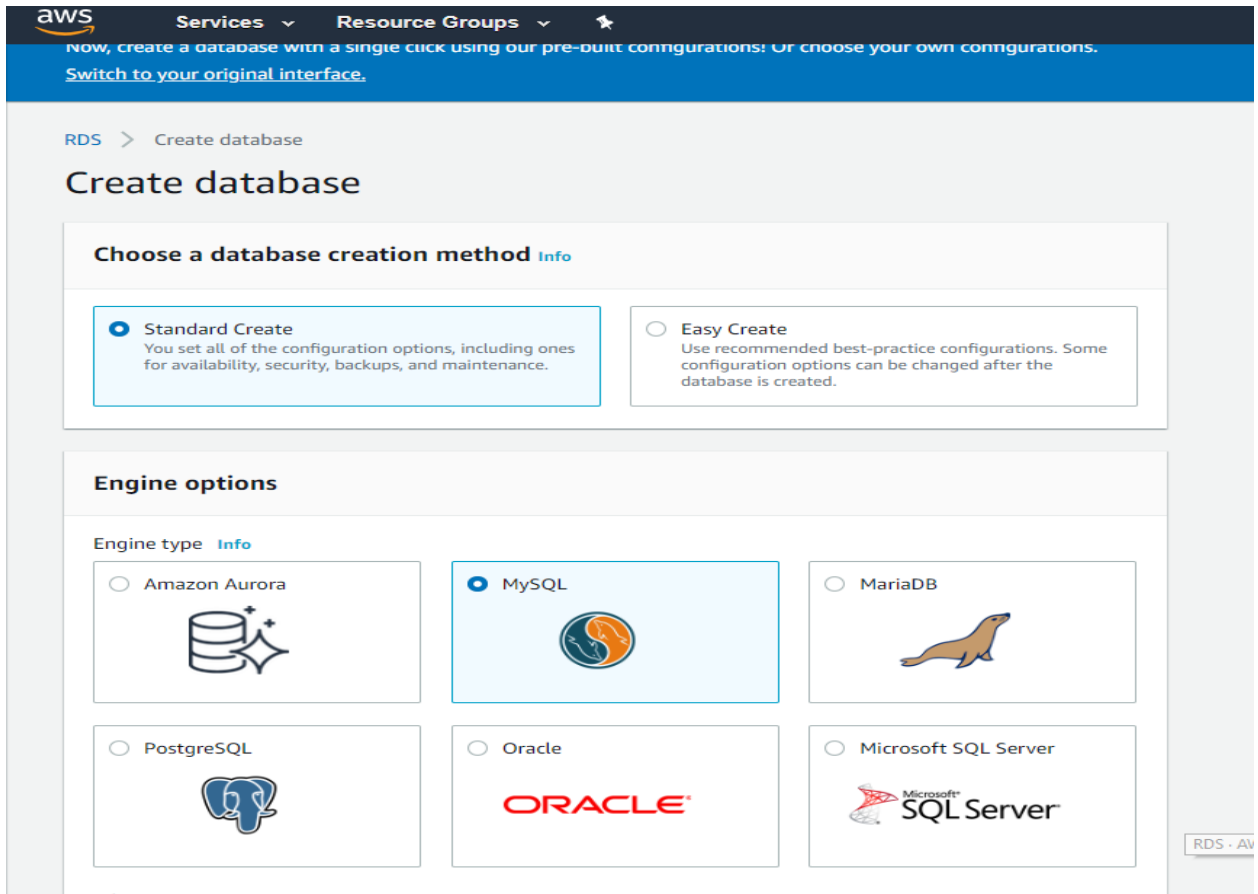 aws
Services
Resource Groups
Now, create a database with a single click using our pre-built configurations! Or choose your own configurations.
Switch to your original interface.
RDS > Create database
Create database
Choose a database creation method Info
Standard Create
You set all of the configuration options, including ones
for availability, security, backups, and maintenance.
Easy Create
Use recommended best-practice configurations. Some
configuration options can be changed after the
database is created.
Engine options
Engine type Info
Amazon Aurora
MySQL
MariaDB
PostgreSQL
Oracle
ORACLE
Microsoft SQL Server
Microsoft
SQL Server
RDS · AW